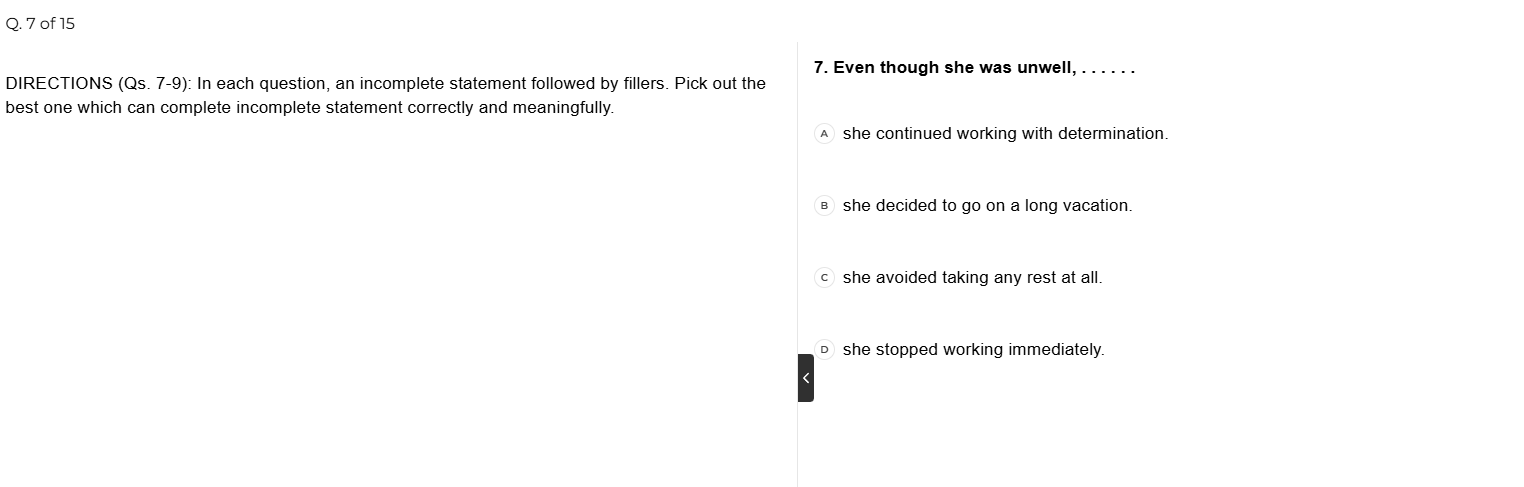 Q. 7 of 15
DIRECTIONS (Qs. 7-9): In each question, an incomplete statement followed by fillers. Pick out the
best one which can complete incomplete statement correctly and meaningfully.
7. Even though she was unwell, . . . . . .
A she continued working with determination.
B she decided to go on a long vacation.
C she avoided taking any rest at all.
D she stopped working immediately.